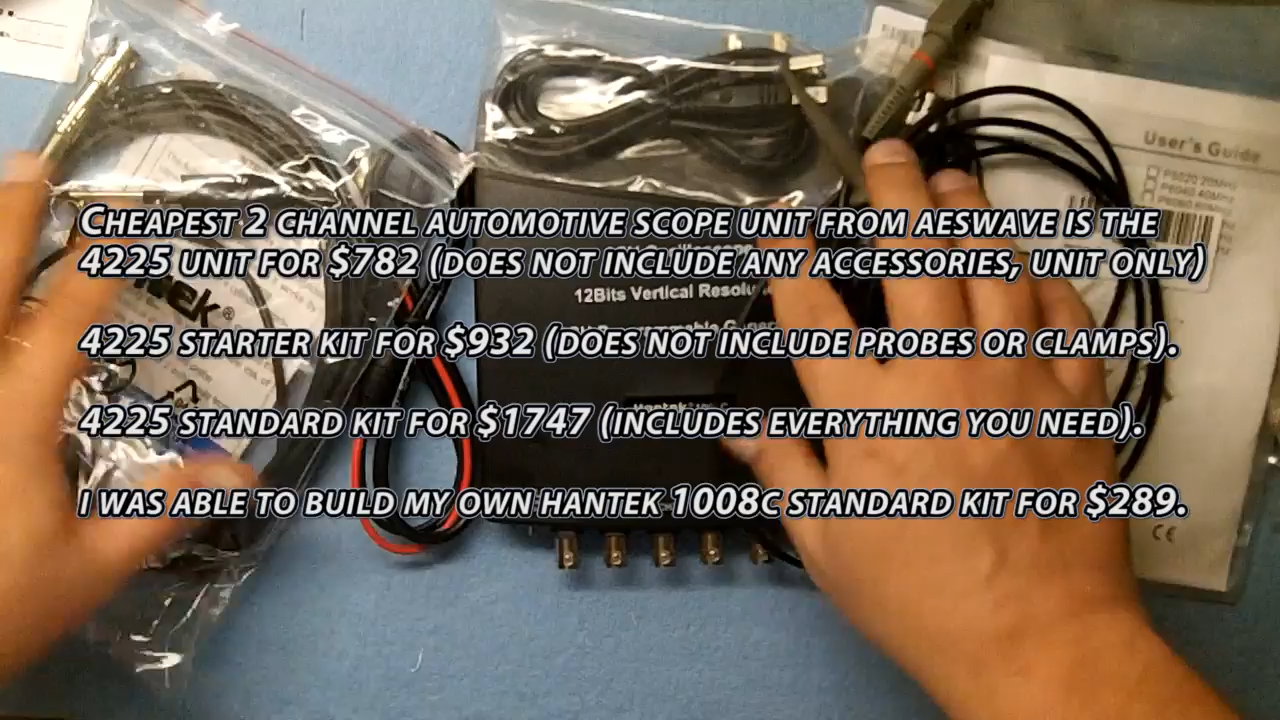 Cheapest 2 channel automotive scope unit from aeswave is the
4225 unit for $782 (does not include any accessories, unit only)
4225 starter kit for $932 (does not include probes or clamps).
4225 standard kit for $1747 (includes everything you need).
I was able to build my own hantek 1008c standard kit for $289.
12Bits Vertical
User's Guide
P6020 20MHz